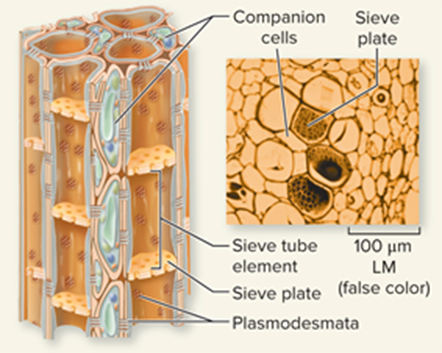 Companion
cells
Sieve
plate
Sieve tube
element
Sieve plate
Plasmodesmata
100 µm
LM
(false color)